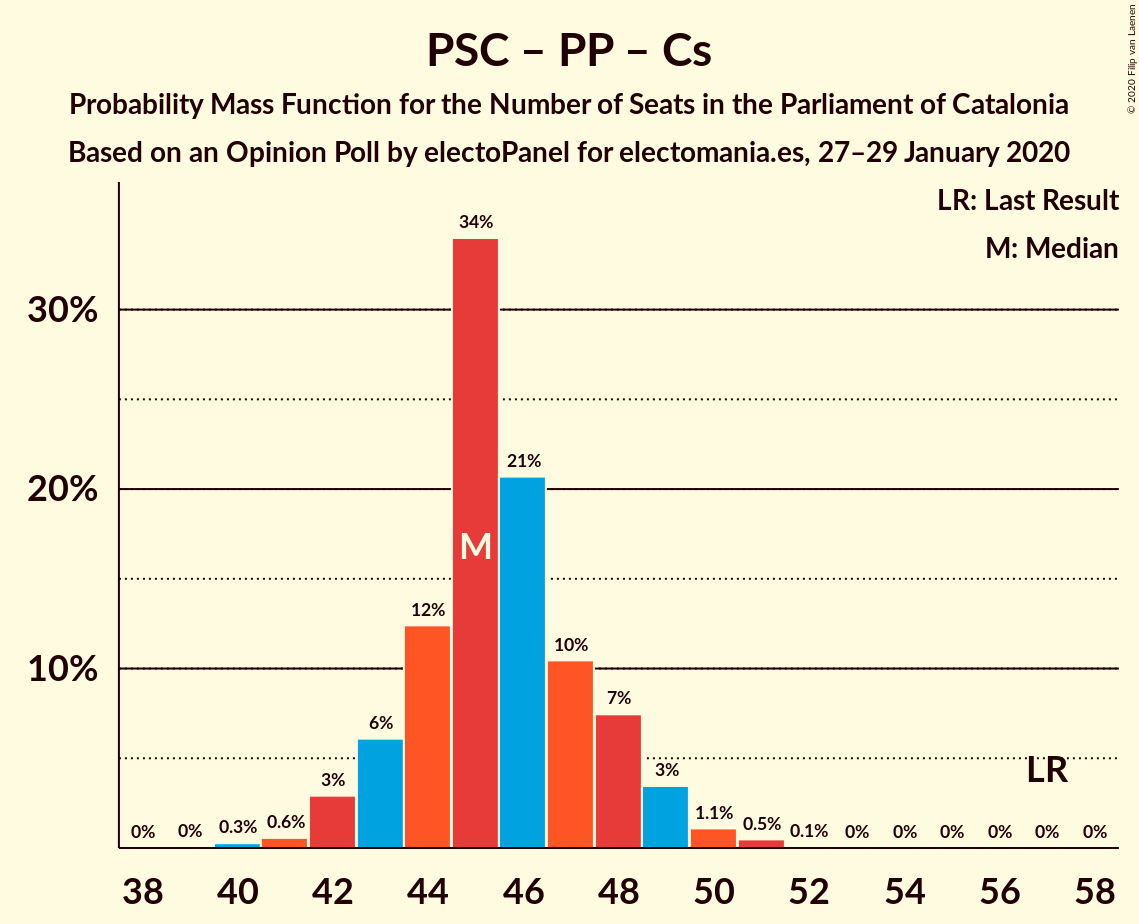 PSC – PP – Cs
Probability Mass Function for the Number of Seats in the Parliament of Catalonia
Based on an Opinion Poll by electoPanel for electomania.es, 27–29 January 2020
© 2020 Filip van Laenen
LR: Last Result
M: Median
34%
30%
21%
20%
M
12%
10%
10%
7%
6%
3%
3%
LR
0%
0%
0.3%
0.6%
1.1%
0.5%
0.1%
0%
0%
0%
0%
0%
0%
38 40 42 44 46 48 50 52 54 56 58